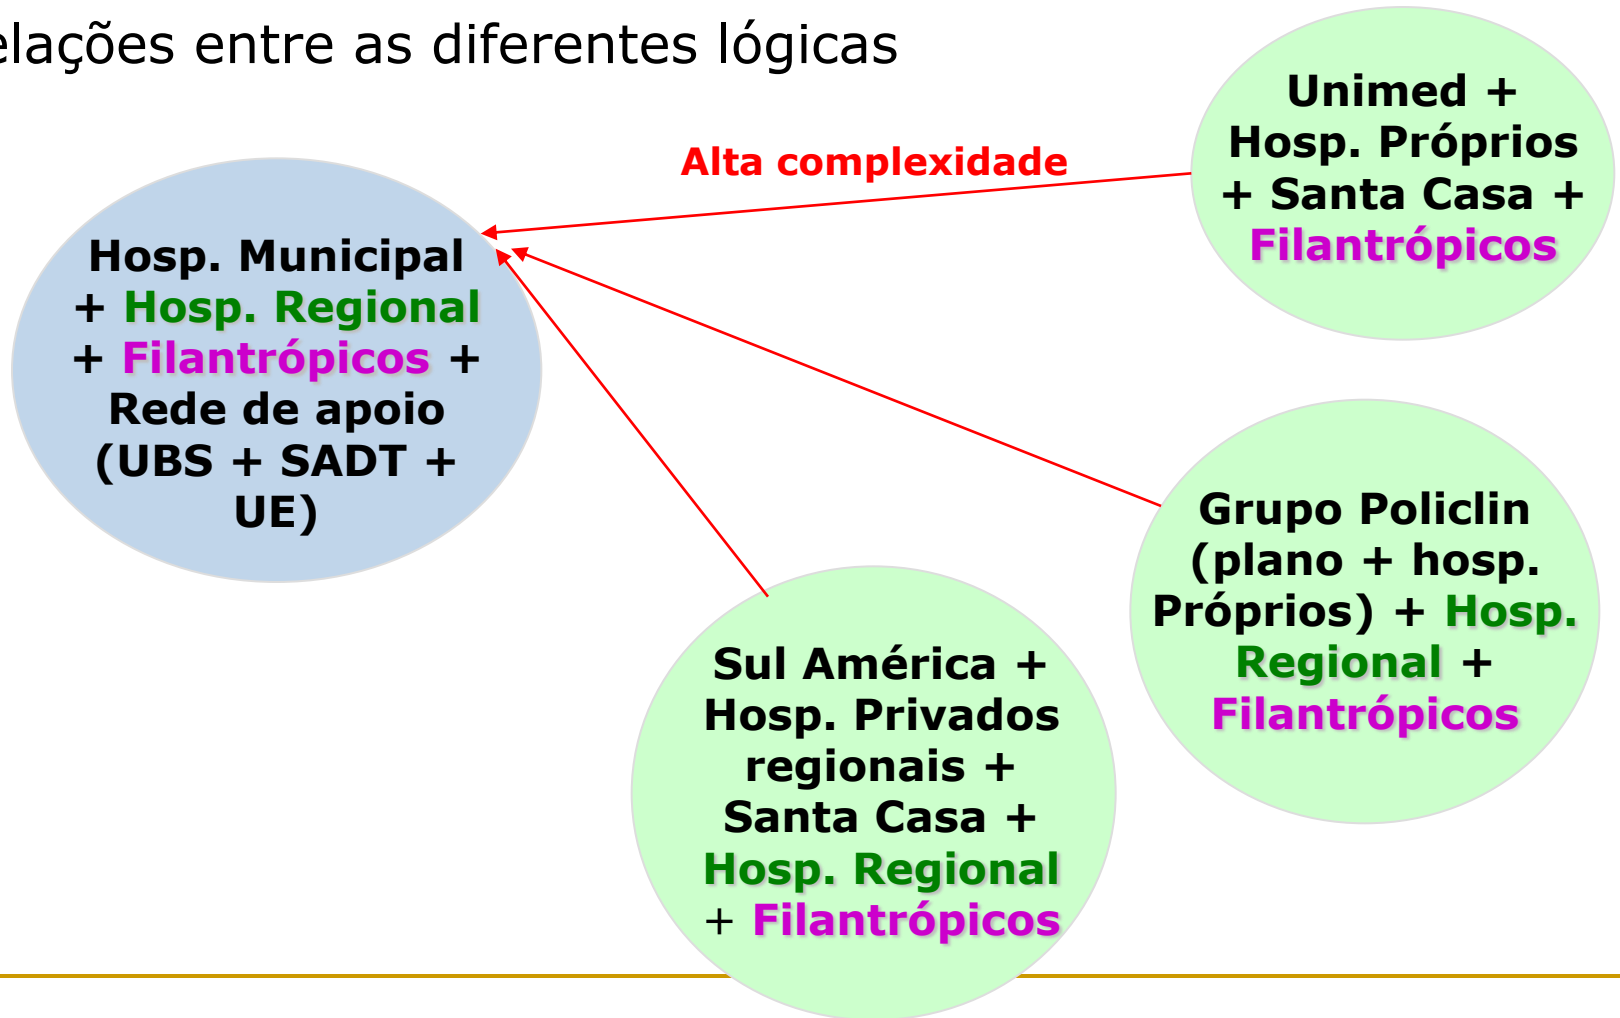 elações entre as diferentes lógicas
Unimed +
Hosp. Próprios
+ Santa Casa +
Filantrópicos
Alta complexidade
Hosp. Municipal
+ Hosp. Regional
+ Filantrópicos +
Rede de apoio
(UBS + SADT +
UE)
Grupo Policlin
(plano + hosp.
Próprios) + Hosp.
Regional +
Filantrópicos
Sul América +
Hosp. Privados
regionais +
Santa Casa +
Hosp. Regional
+ Filantrópicos